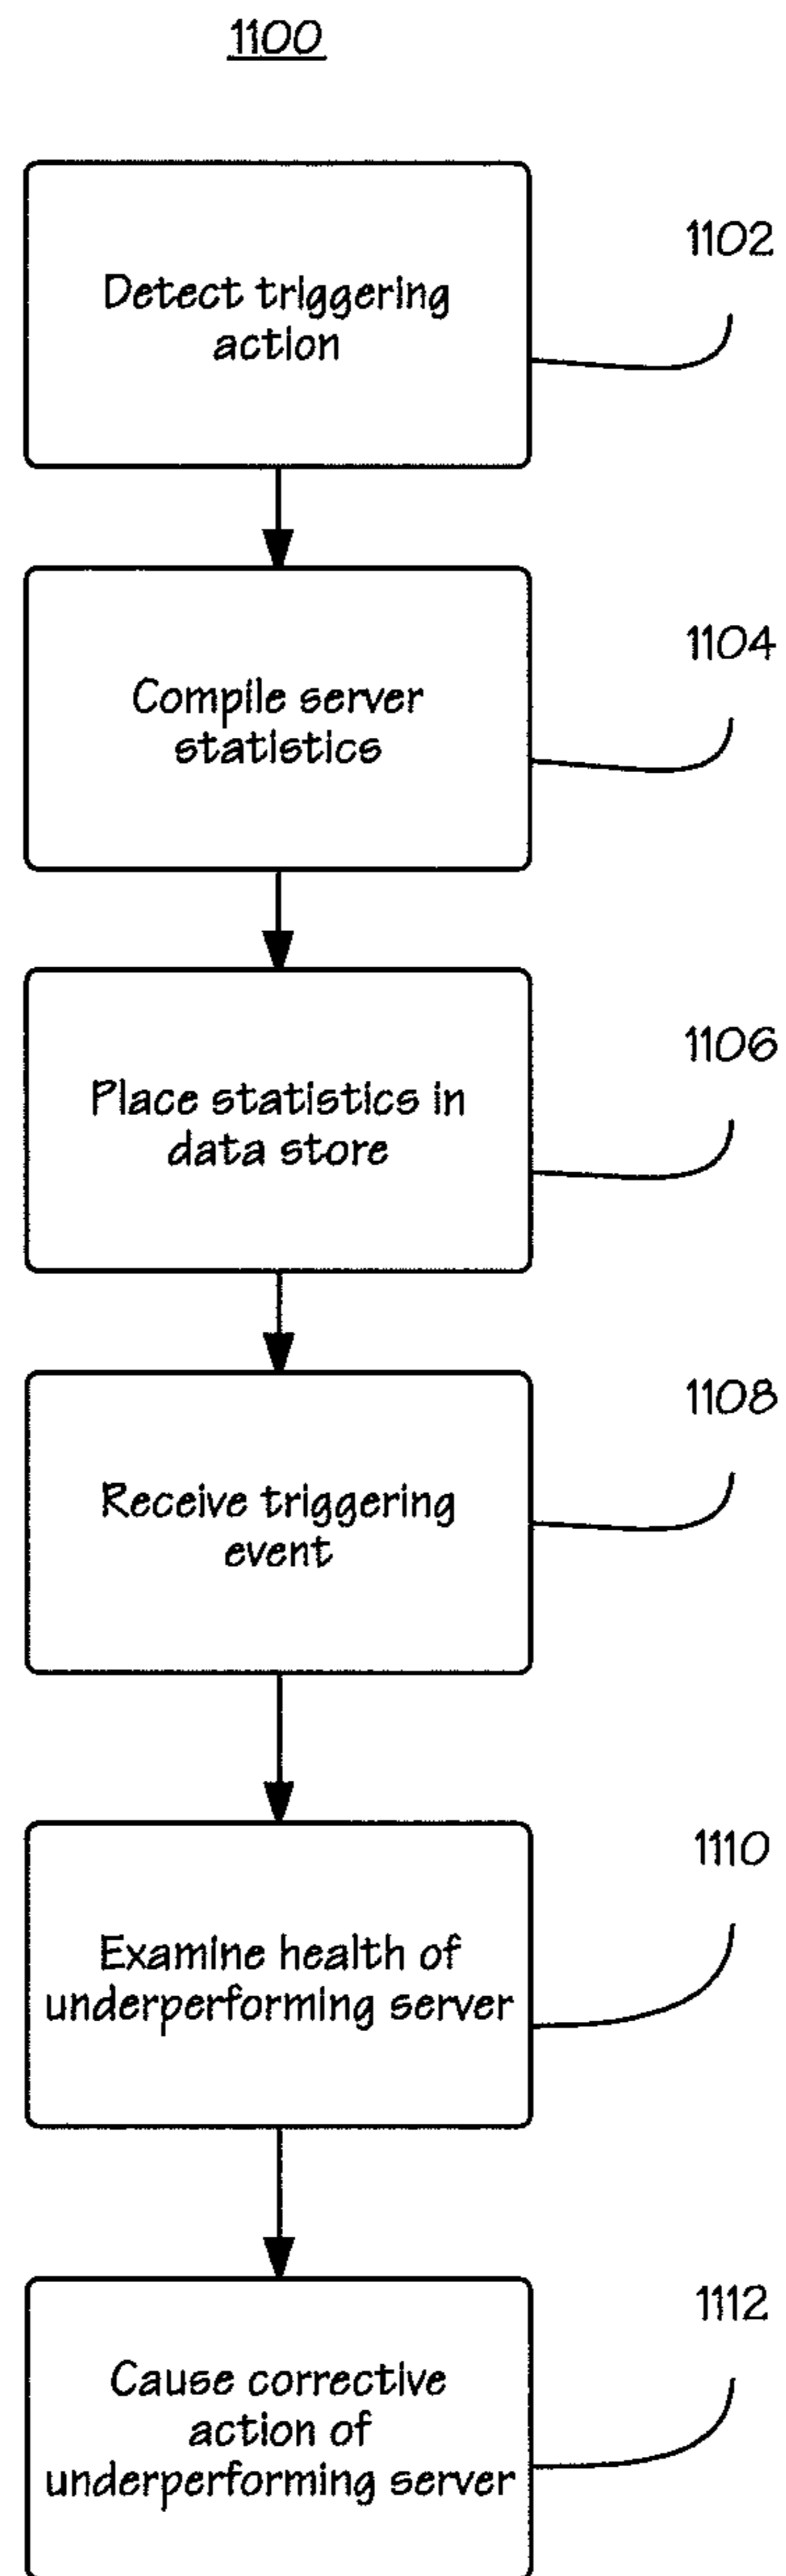 1100
Detect triggering
action
1102
Compile server
statistics
1104
Place statistics in
data store
1106
Receive triggering
event
1108
Examine health of
underperforming server
1110
Cause corrective
action of
underperforming server
1112